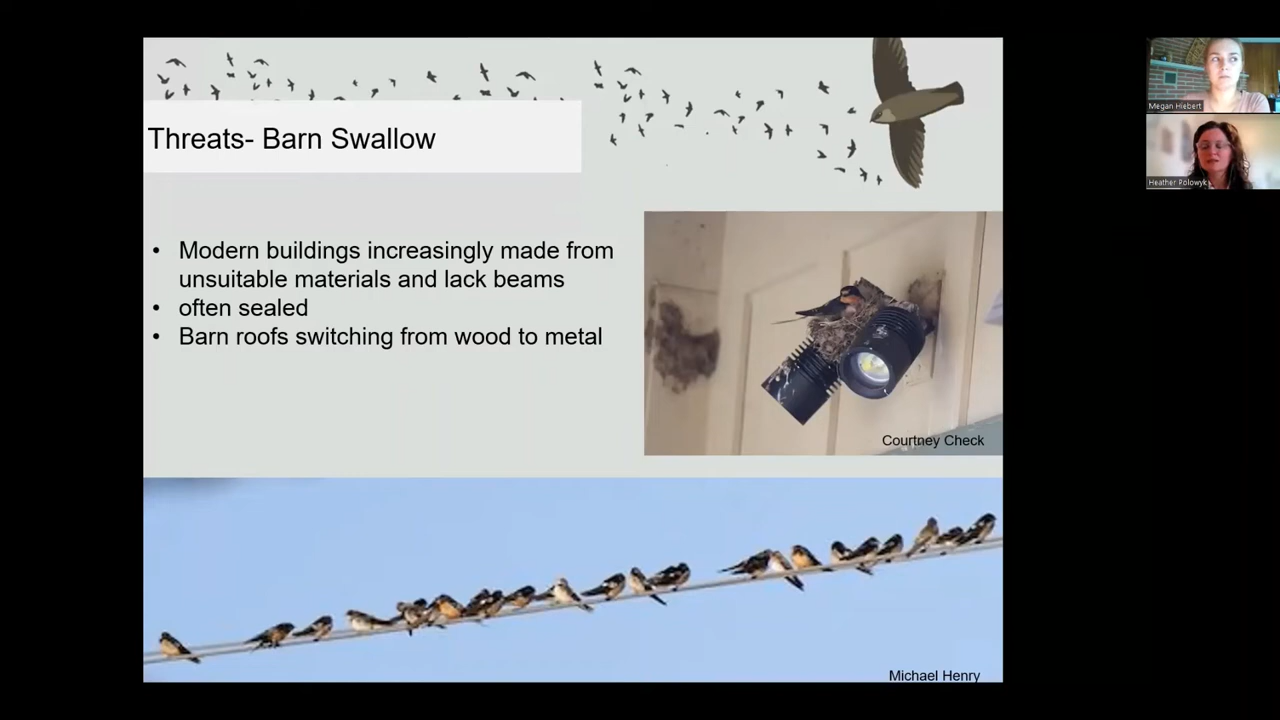 Threats- Barn Swallow
• Modern buildings increasingly made from
unsuitable materials and lack beams
• often sealed
• Barn roofs switching from wood to metal
Courtney Check
Michael Henry
Megan Hiebert
Heather Polowyk